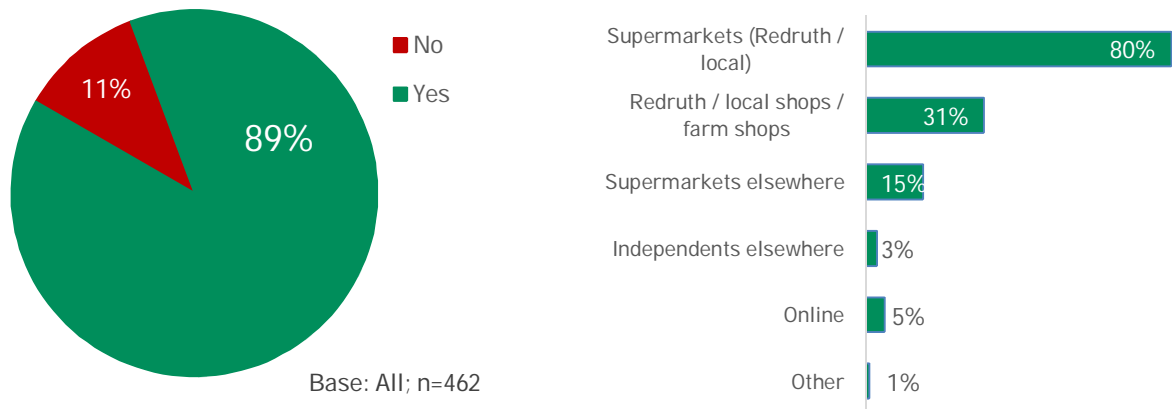 No
Yes
11%
89%
Base: All; n=462
Supermarkets (Redruth /
local)
80%
Redruth / local shops /
farm shops
31%
Supermarkets elsewhere
15%
Independents elsewhere
3%
Online
5%
Other
1%